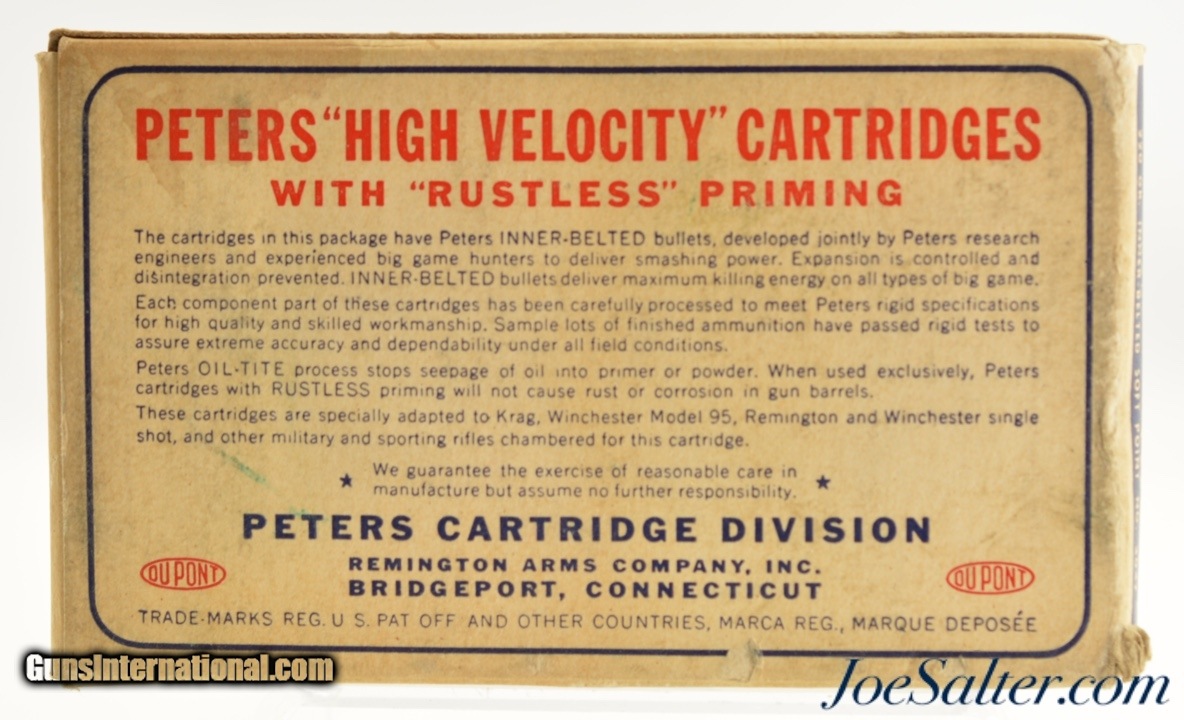 PETERS "HIGH VELOCITY" CARTRIDGES
WITH "RUSTLESS" PRIMING
The cartridges in this package have Peters INNER-BELTED bullets, developed jointly by Peters research
engineers and experienced big game hunters to deliver smashing power. Expansion is controlled and
disintegration prevented. INNER-BELTED bullets deliver maximum killing energy on all types of big game.
Each component part of these cartridges has been carefully processed to meet Peters rigid specifications
for high quality and skilled workmanship. Sample lots of finished ammunition have passed rigid tests to
assure extreme accuracy and dependability under all field conditions.
Peters OIL-TITE process stops seepage of oil into primer or powder. When used exclusively, Peters
cartridges with RUSTLESS priming will not cause rust or corrosion in gun barrels.
These cartridges are specially adapted to Krag, Winchester Model 95, Remington and Winchester single
shot, and other military and sporting rifles chambered for this cartridge.
★ We guarantee the exercise of reasonable care in ★
manufacture but assume no further responsibility.
PETERS CARTRIDGE DIVISION
DU PONT REMINGTON ARMS COMPANY, INC. DU PONT
BRIDGEPORT, CONNECTICUT
TRADE-MARKS REG. U S. PAT OFF AND OTHER COUNTRIES, MARCA REG., MARQUE DEPOSÉE
SOFT POINT
GunsInternational.com
JoeSalter.com